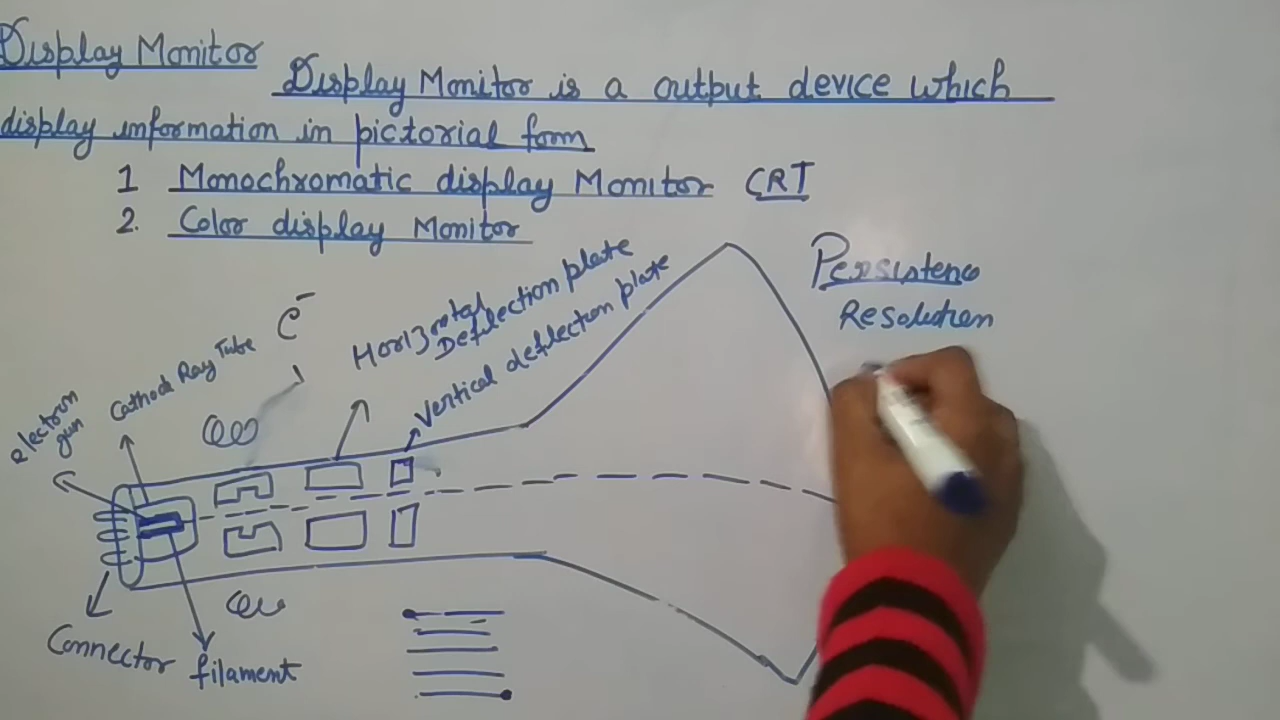 Display Monitor
Display Monitor is a output device which
display information in pictorial form
1 Monochromatic display Monitor CRT
2. Color display Monitor
Persistence
Resolution
e-
Horizontal
Deflection plate
Vertical deflection plate
Cathode Ray Tube
electron
gun
Connector
filament